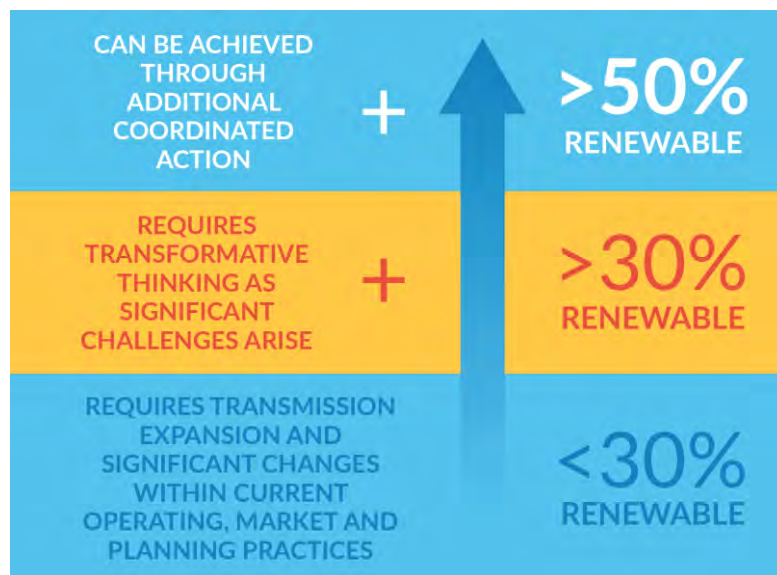 CAN BE ACHIEVED
THROUGH
ADDITIONAL
COORDINATED
ACTION
+
>50%
RENEWABLE
REQUIRES
TRANSFORMATIVE
THINKING AS
SIGNIFICANT
CHALLENGES ARISE
+
>30%
RENEWABLE
REQUIRES TRANSMISSION
EXPANSION AND
SIGNIFICANT CHANGES
WITHIN CURRENT
OPERATING, MARKET AND
PLANNING PRACTICES
<30%
RENEWABLE